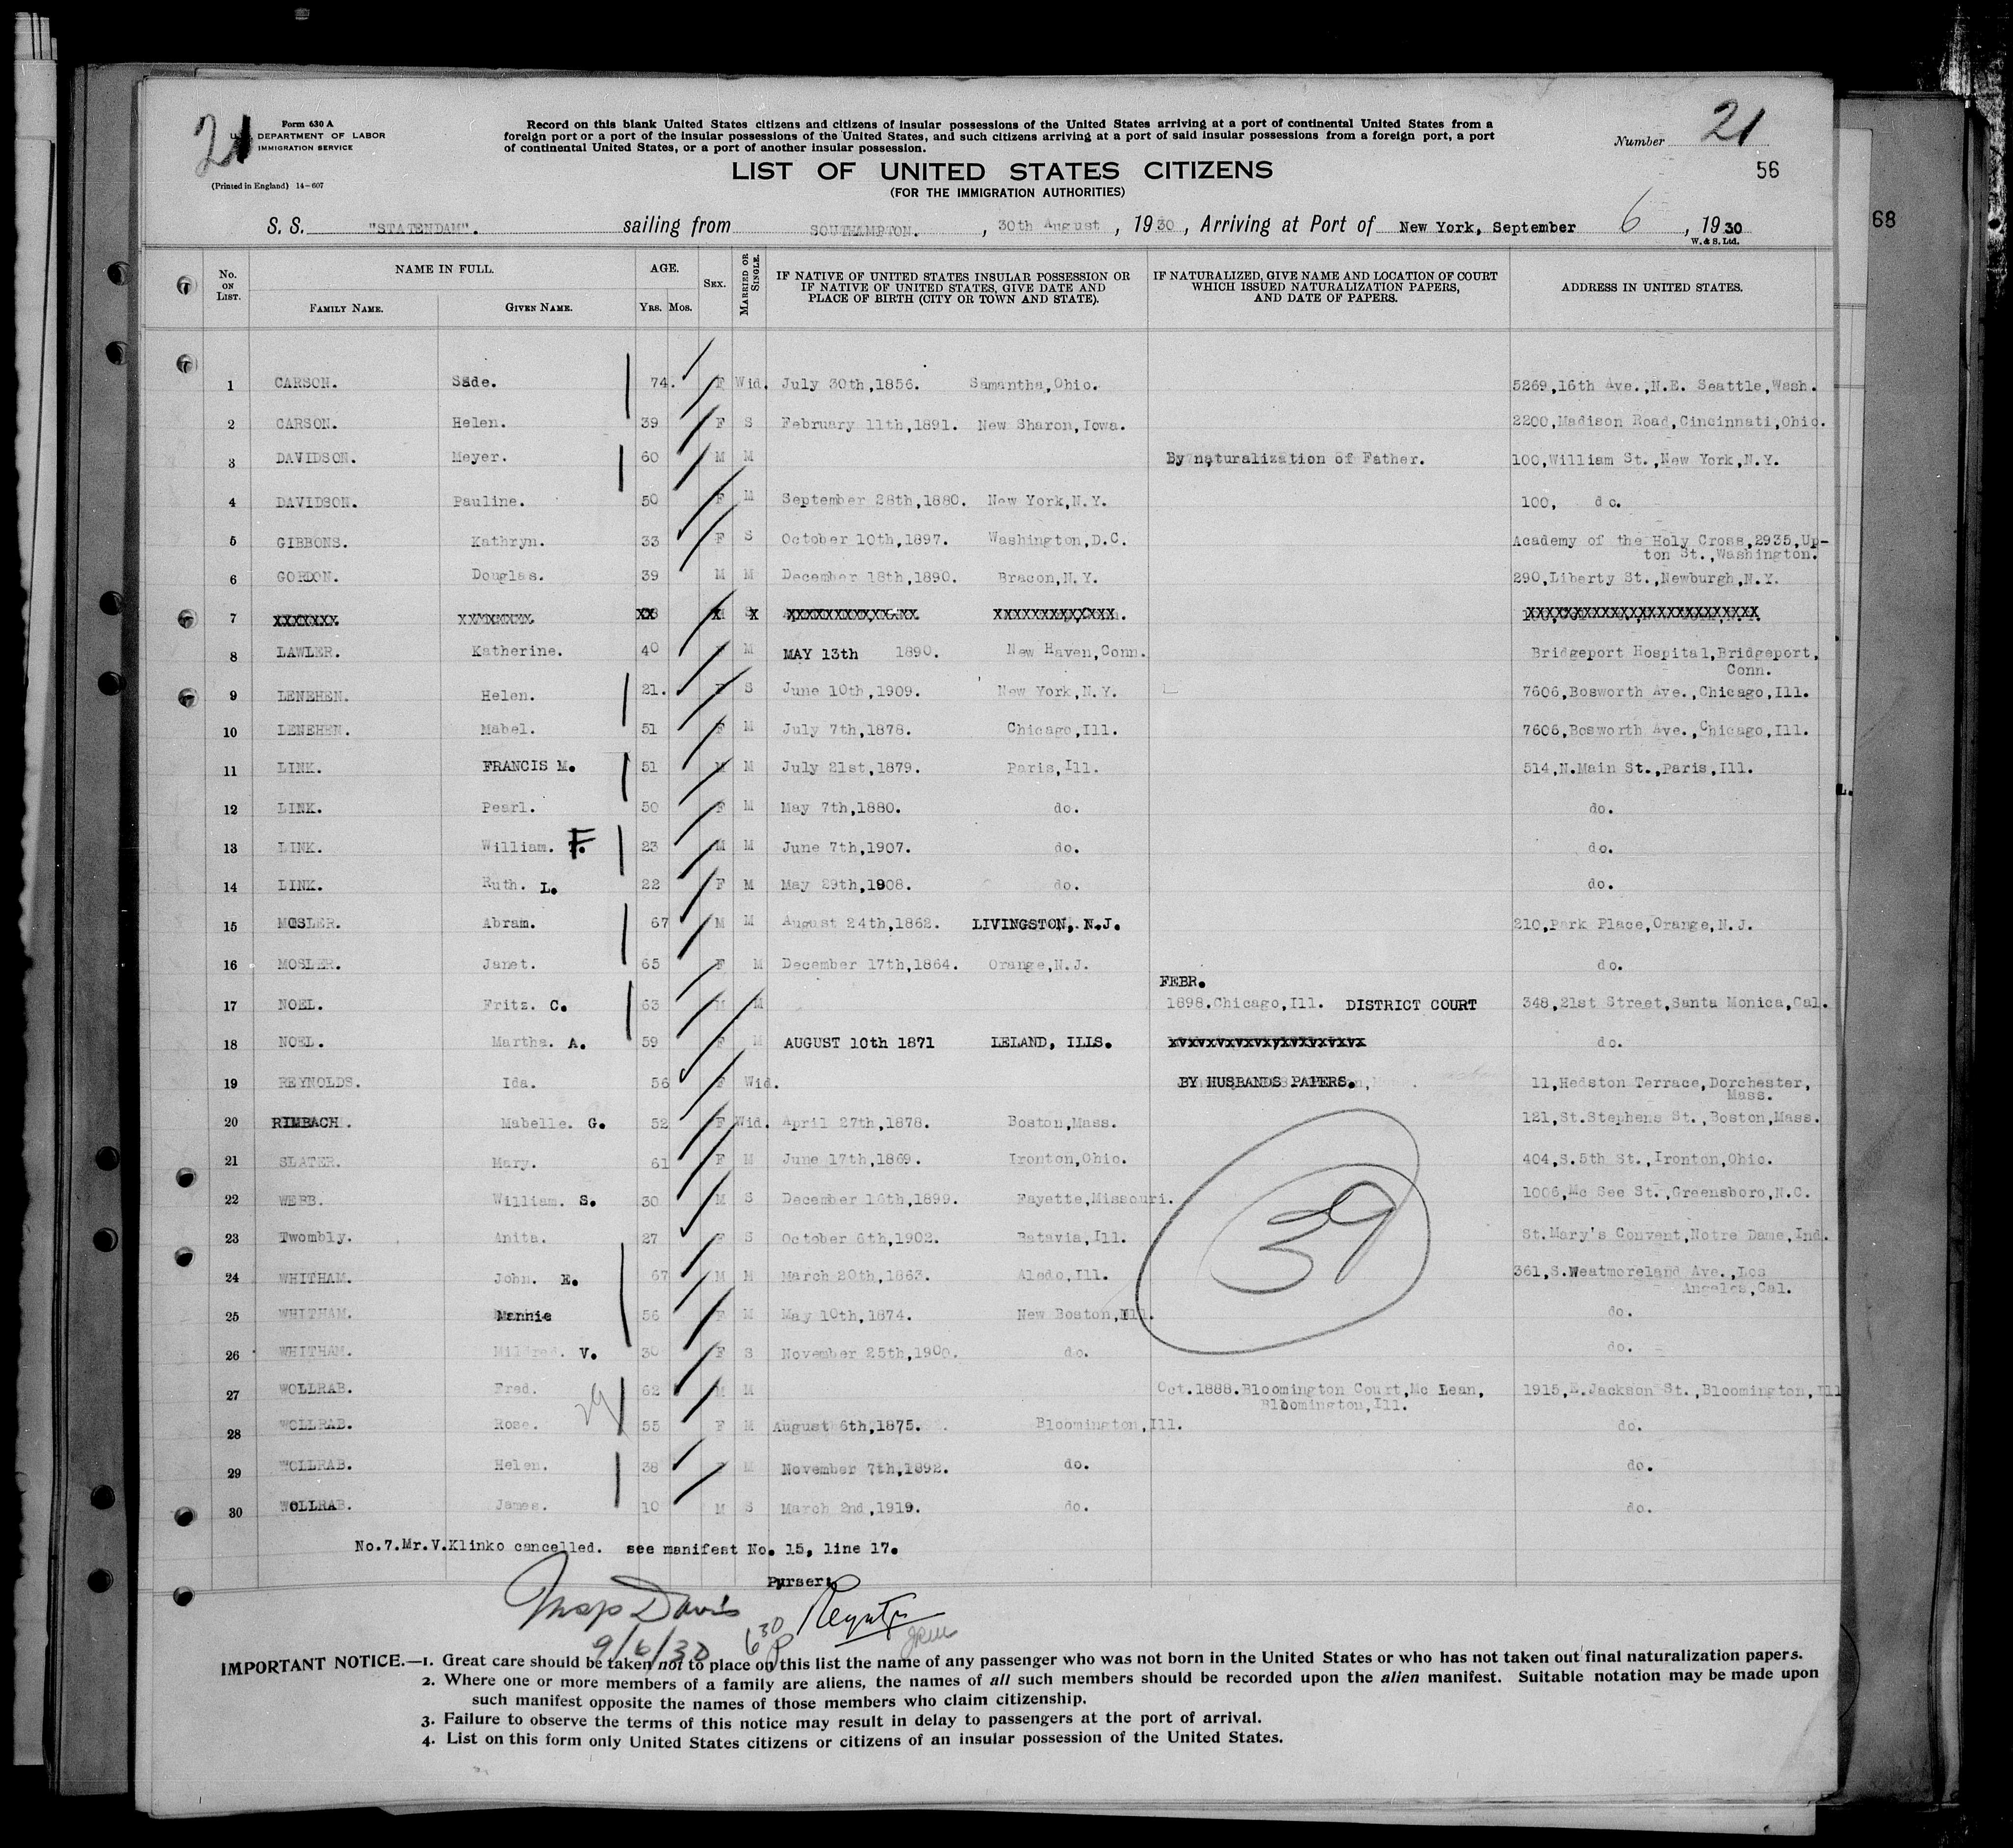 21
Form 630 A
U.S. DEPARTMENT OF LABOR
IMMIGRATION SERVICE
(Printed in England) 14-607
Record on this blank United States citizens and citizens of insular possessions of the United States arriving at a port of continental United States from a
foreign port or a port of the insular possessions of the United States, and such citizens arriving at a port of said insular possessions from a foreign port, a port
of continental United States, or a port of another insular possession.
Number 21
LIST OF UNITED STATES CITIZENS
(FOR THE IMMIGRATION AUTHORITIES)
56
68
S. S. "STATENDAM". sailing from SOUTHAMPTON. , 30th August , 1930 , Arriving at Port of New York, September 6 , 1930
W. & S. Ltd.
No. ON LIST. NAME IN FULL. FAMILY NAME. GIVEN NAME. AGE. YRS. MOS. SEX. MARRIED OR SINGLE. IF NATIVE OF UNITED STATES INSULAR POSSESSION OR IF NATIVE OF UNITED STATES, GIVE DATE AND PLACE OF BIRTH (CITY OR TOWN AND STATE). IF NATURALIZED, GIVE NAME AND LOCATION OF COURT WHICH ISSUED NATURALIZATION PAPERS, AND DATE OF PAPERS. ADDRESS IN UNITED STATES.
1 CARSON. Sade. 74. F Wid. July 30th,1856. Samantha,Ohio. 5269,16th Ave.,N.E. Seattle,Wash.
2 CARSON. Helen. 39 F S February 11th,1891. New Sharon,Iowa. 2200,Madison Road,Cincinnati,Ohio.
3 DAVIDSON. Meyer. 60 M M By naturalization of Father. 100,William St.,New York,N.Y.
4 DAVIDSON. Pauline. 50 F M September 28th,1880. New York,N.Y. 100, do.
5 GIBBONS. Kathryn. 33 F S October 10th,1897. Washington,D.C. Academy of the Holy Cross,2935,Up-
ton St.,Washington.
6 GORDON. Douglas. 39 M M December 18th,1890. Bracon,N.Y. 290,Liberty St.,Newburgh,N.Y.
7
8 LAWLER. Katherine. 40 M MAY 13th 1890. New Haven,Conn. Bridgeport Hospital,Bridgeport,
Conn.
9 LENEHEN. Helen. 21. F S June 10th,1909. New York,N.Y. 7606,Bosworth Ave.,Chicago,Ill.
10 LENEHEN. Mabel. 51 F M July 7th,1878. Chicago,Ill. 7606,Bosworth Ave.,Chicago,Ill.
11 LINK. FRANCIS M. 51 M M July 21st,1879. Paris,Ill. 514,N.Main St.,Paris,Ill.
12 LINK. Pearl. 50 F M May 7th,1880. do. do.
13 LINK. William. F. 23 M M June 7th,1907. do. do.
14 LINK. Ruth. L. 22 F M May 29th,1908. do. do.
15 MOSLER. Abram. 67 M M August 24th,1862. LIVINGSTON, N.J. 210,Park Place,Orange,N.J.
16 MOSLER. Janet. 65 F M December 17th,1864. Orange,N.J. do.
FEBR.
17 NOEL. Fritz. C. 63 M M 1898.Chicago,Ill. DISTRICT COURT 348,21st Street,Santa Monica,Cal.
18 NOEL. Martha. A. 59 F M AUGUST 10th 1871 LELAND, ILLS. do.
19 REYNOLDS. Ida. 56 F Wid. BY HUSBANDS PAPERS. 11,Hedston Terrace,Dorchester,
Mass.
20 RIMBACH. Mabelle. G. 52 F Wid. April 27th,1878. Boston,Mass. 121,St.Stephens St.,Boston,Mass.
21 SLATER. Mary. 61 F M June 17th,1869. Ironton,Ohio. 404,S.5th St.,Ironton,Ohio.
22 WEBB. William. S. 30 M S December 16th,1899. Fayette,Missouri. 1006,Mc See St.,Greensboro,N.C.
23 Twombly. Anita. 27 F S October 6th,1902. Batavia,Ill. St.Mary's Convent,Notre Dame,Ind.
24 WHITHAM. John. E. 67 M M March 20th,1863. Aledo,Ill. 361,S.Weatmoreland Ave.,Los
Angeles,Cal.
25 WHITHAM. Mannie 56 F M May 10th,1874. New Boston,Ill. do.
26 WHITHAM. Mildred. V. 30 F S November 25th,1900. do. do.
27 WOLLRAB. Fred. 62 M M Oct.1888.Bloomington Court,Mc Lean, 1915,E.Jackson St.,Bloomington,Ill
Bloomington,Ill.
28 WOLLRAB. Rose. 55 F M August 6th,1875. Bloomington,Ill. do.
29 WOLLRAB. Helen. 38 F M November 7th,1892. do. do.
30 WOLLRAB. James. 10 M S March 2nd,1919. do. do.
39
29
No.7.Mr.V.Klinko cancelled. see manifest No. 15, line 17.
Purser:
Insp Davis
9/6/30 6 30 P
IMPORTANT NOTICE.—1. Great care should be taken not to place on this list the name of any passenger who was not born in the United States or who has not taken out final naturalization papers.
2. Where one or more members of a family are aliens, the names of all such members should be recorded upon the alien manifest. Suitable notation may be made upon
such manifest opposite the names of those members who claim citizenship.
3. Failure to observe the terms of this notice may result in delay to passengers at the port of arrival.
4. List on this form only United States citizens or citizens of an insular possession of the United States.